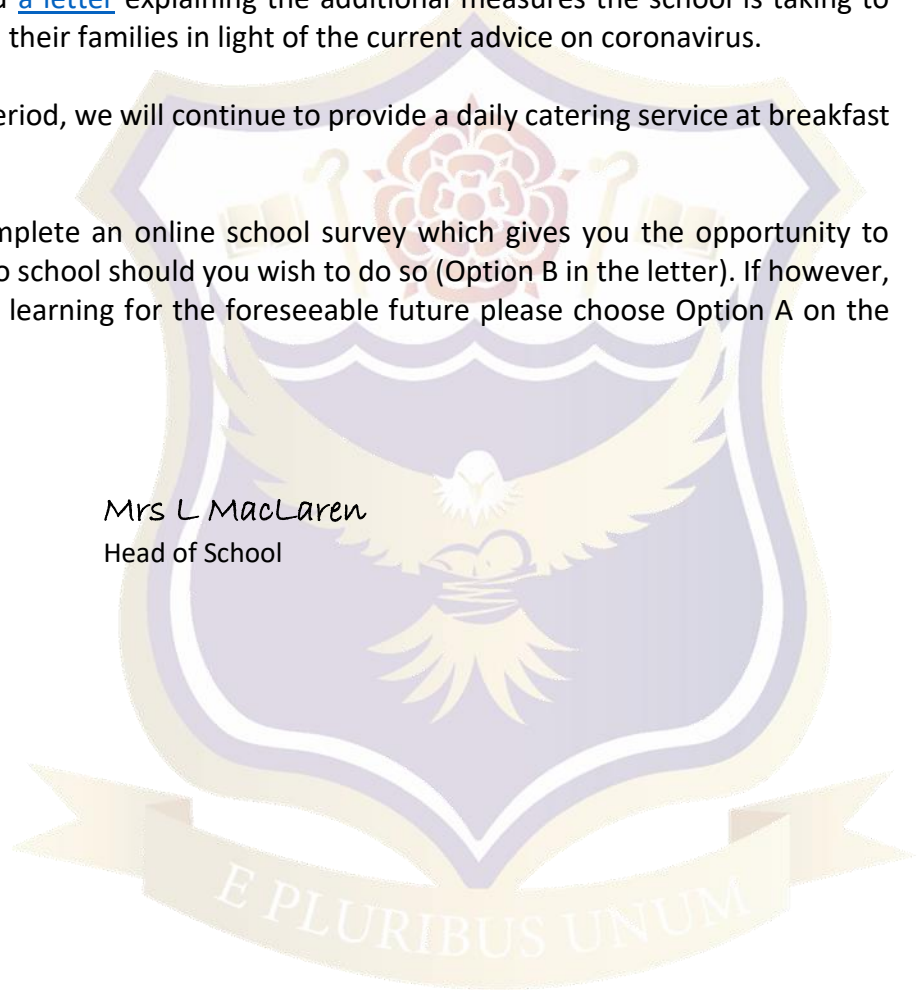 a letter explaining the additional measures the school is taking to
their families in light of the current advice on coronavirus.
we will continue to provide a daily catering service at breakfast
an online school survey which gives you the opportunity to
school should you wish to do so (Option B in the letter). If however,
learning for the foreseeable future please choose Option A on the
Mrs L MacLaren
Head of School
E PLURIBUS UNUM